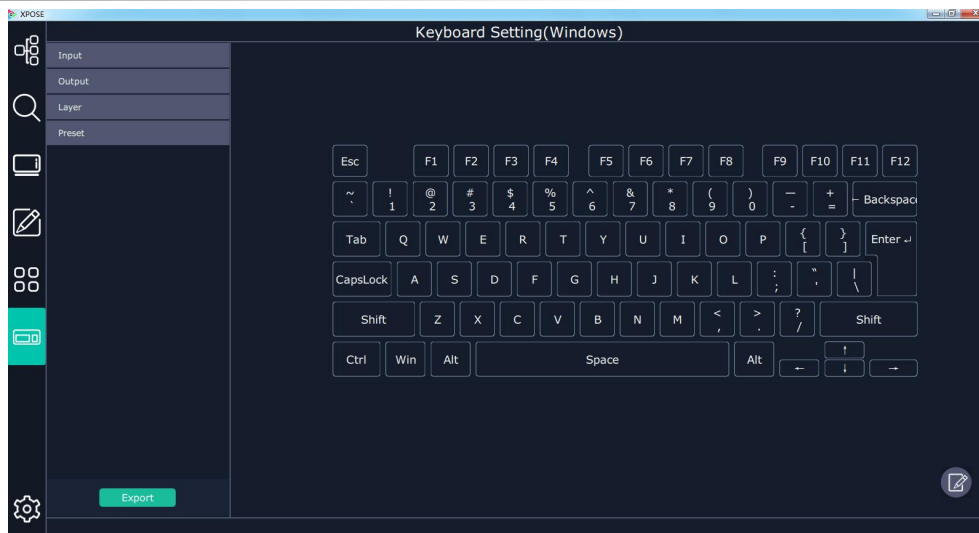 XPOSE
Keyboard Setting(Windows)
Input
Output
Layer
Preset
Esc F1 F2 F3 F4 F5 F6 F7 F8 F9 F10 F11 F12
~ ! @ # $ % ^ & * ( ) — +
` 1 2 3 4 5 6 7 8 9 0 - = ← Backspac
Tab Q W E R T Y U I O P { } Enter ↵
[ ]
CapsLock A S D F G H J K L : " |
; ' \
Shift Z X C V B N M < > ? Shift
, . /
Ctrl Win Alt Space Alt ← ↑ ↓ →
Export